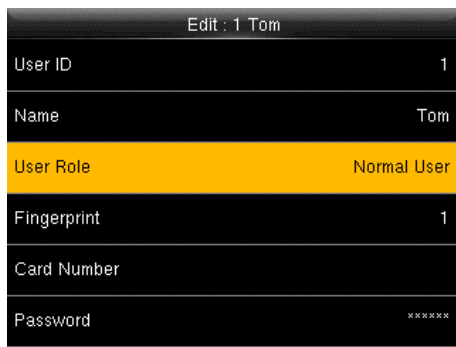 Edit : 1 Tom
User ID 1
Name Tom
User Role Normal User
Fingerprint 1
Card Number
Password ******